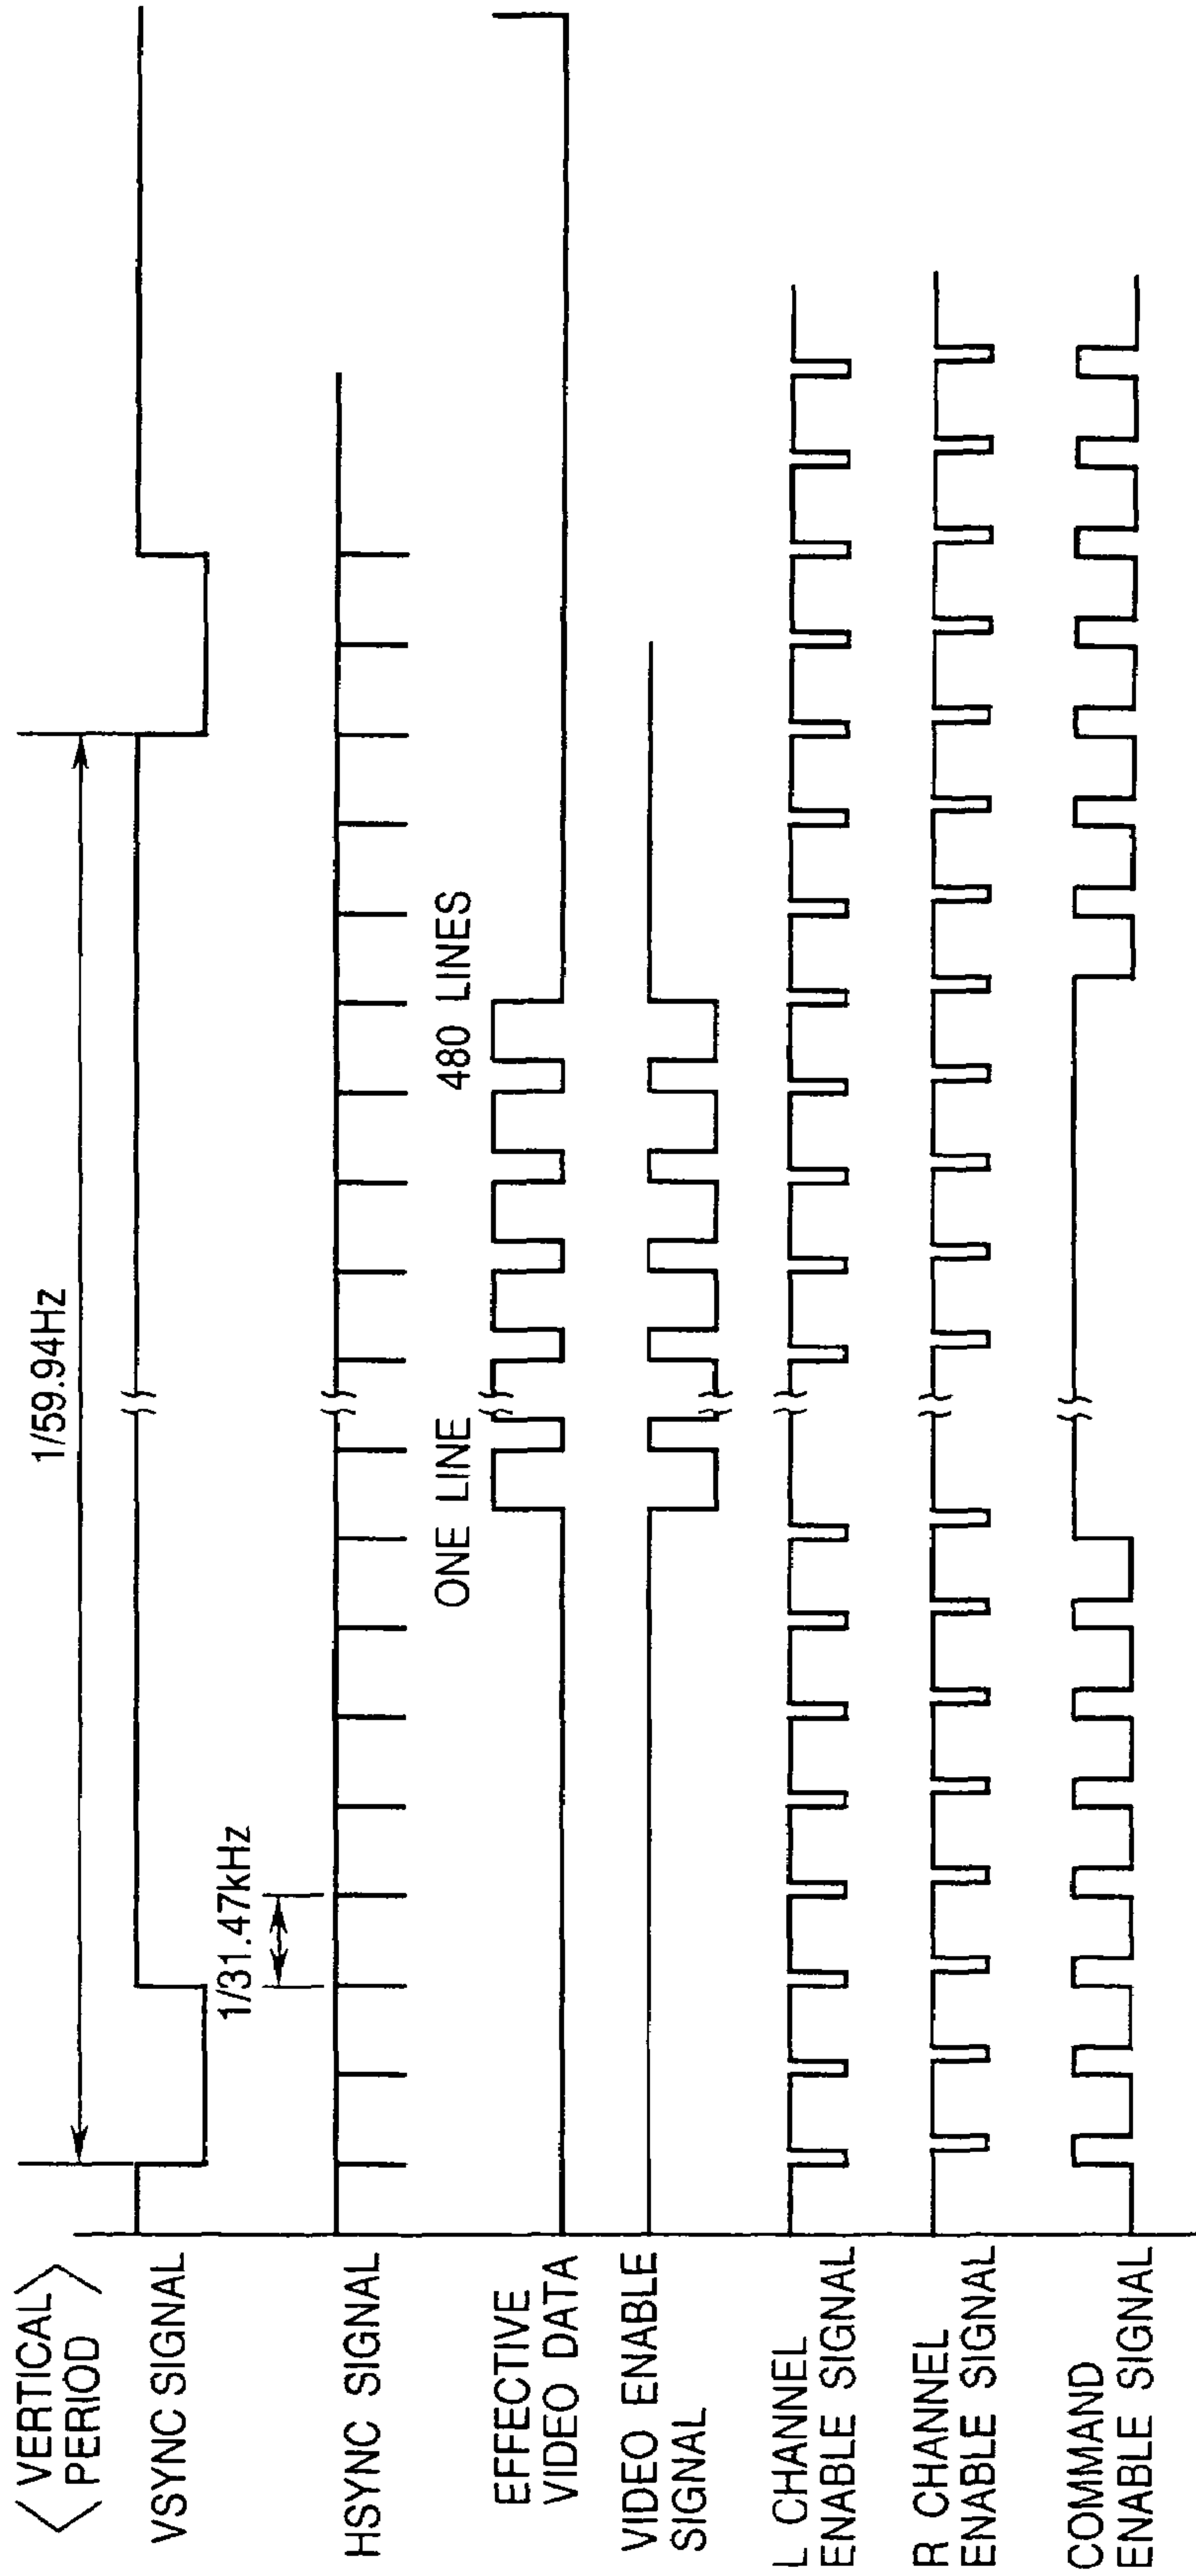 < VERTICAL >
PERIOD
1/59.94Hz
VSYNC SIGNAL
1/31.47kHz
HSYNC SIGNAL
ONE LINE
480 LINES
EFFECTIVE
VIDEO DATA
VIDEO ENABLE
SIGNAL
L CHANNEL
ENABLE SIGNAL
R CHANNEL
ENABLE SIGNAL
COMMAND
ENABLE SIGNAL